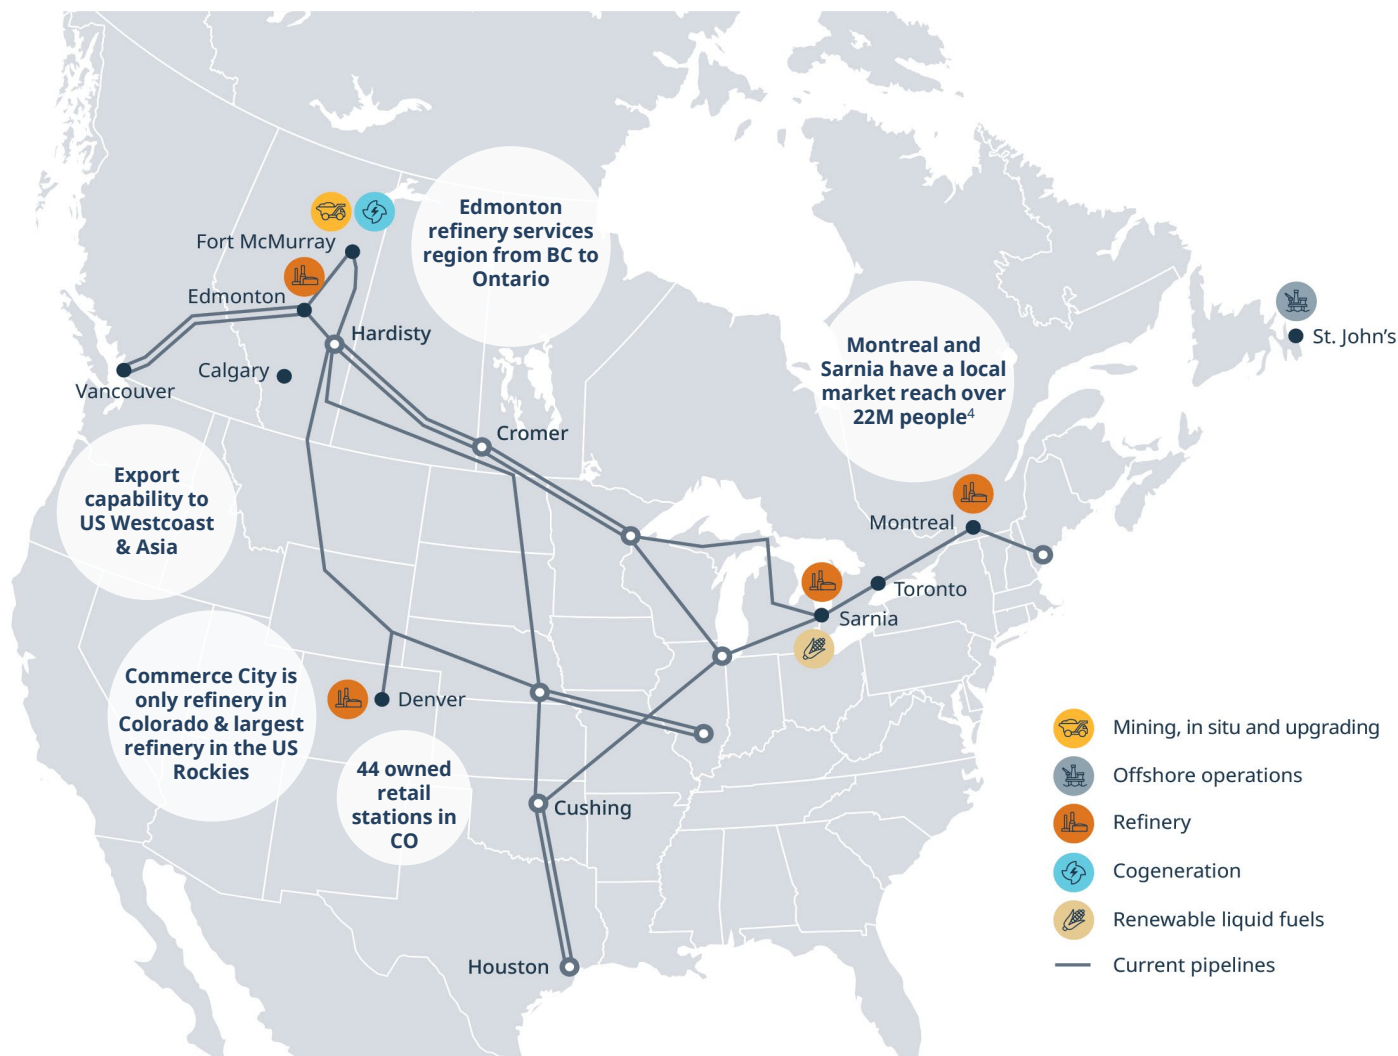 Edmonton
refinery services
region from BC to
Ontario
Fort McMurray
Edmonton
Hardisty
Calgary
Vancouver
Cromer
St. John's
Montreal and
Sarnia have a local
market reach over
22M people4
Export
capability to
US Westcoast
& Asia
Montreal
Toronto
Sarnia
Commerce City is
only refinery in
Colorado & largest
refinery in the US
Rockies
Denver
44 owned
retail
stations in
CO
Cushing
Houston
Mining, in situ and upgrading
Offshore operations
Refinery
Cogeneration
Renewable liquid fuels
Current pipelines